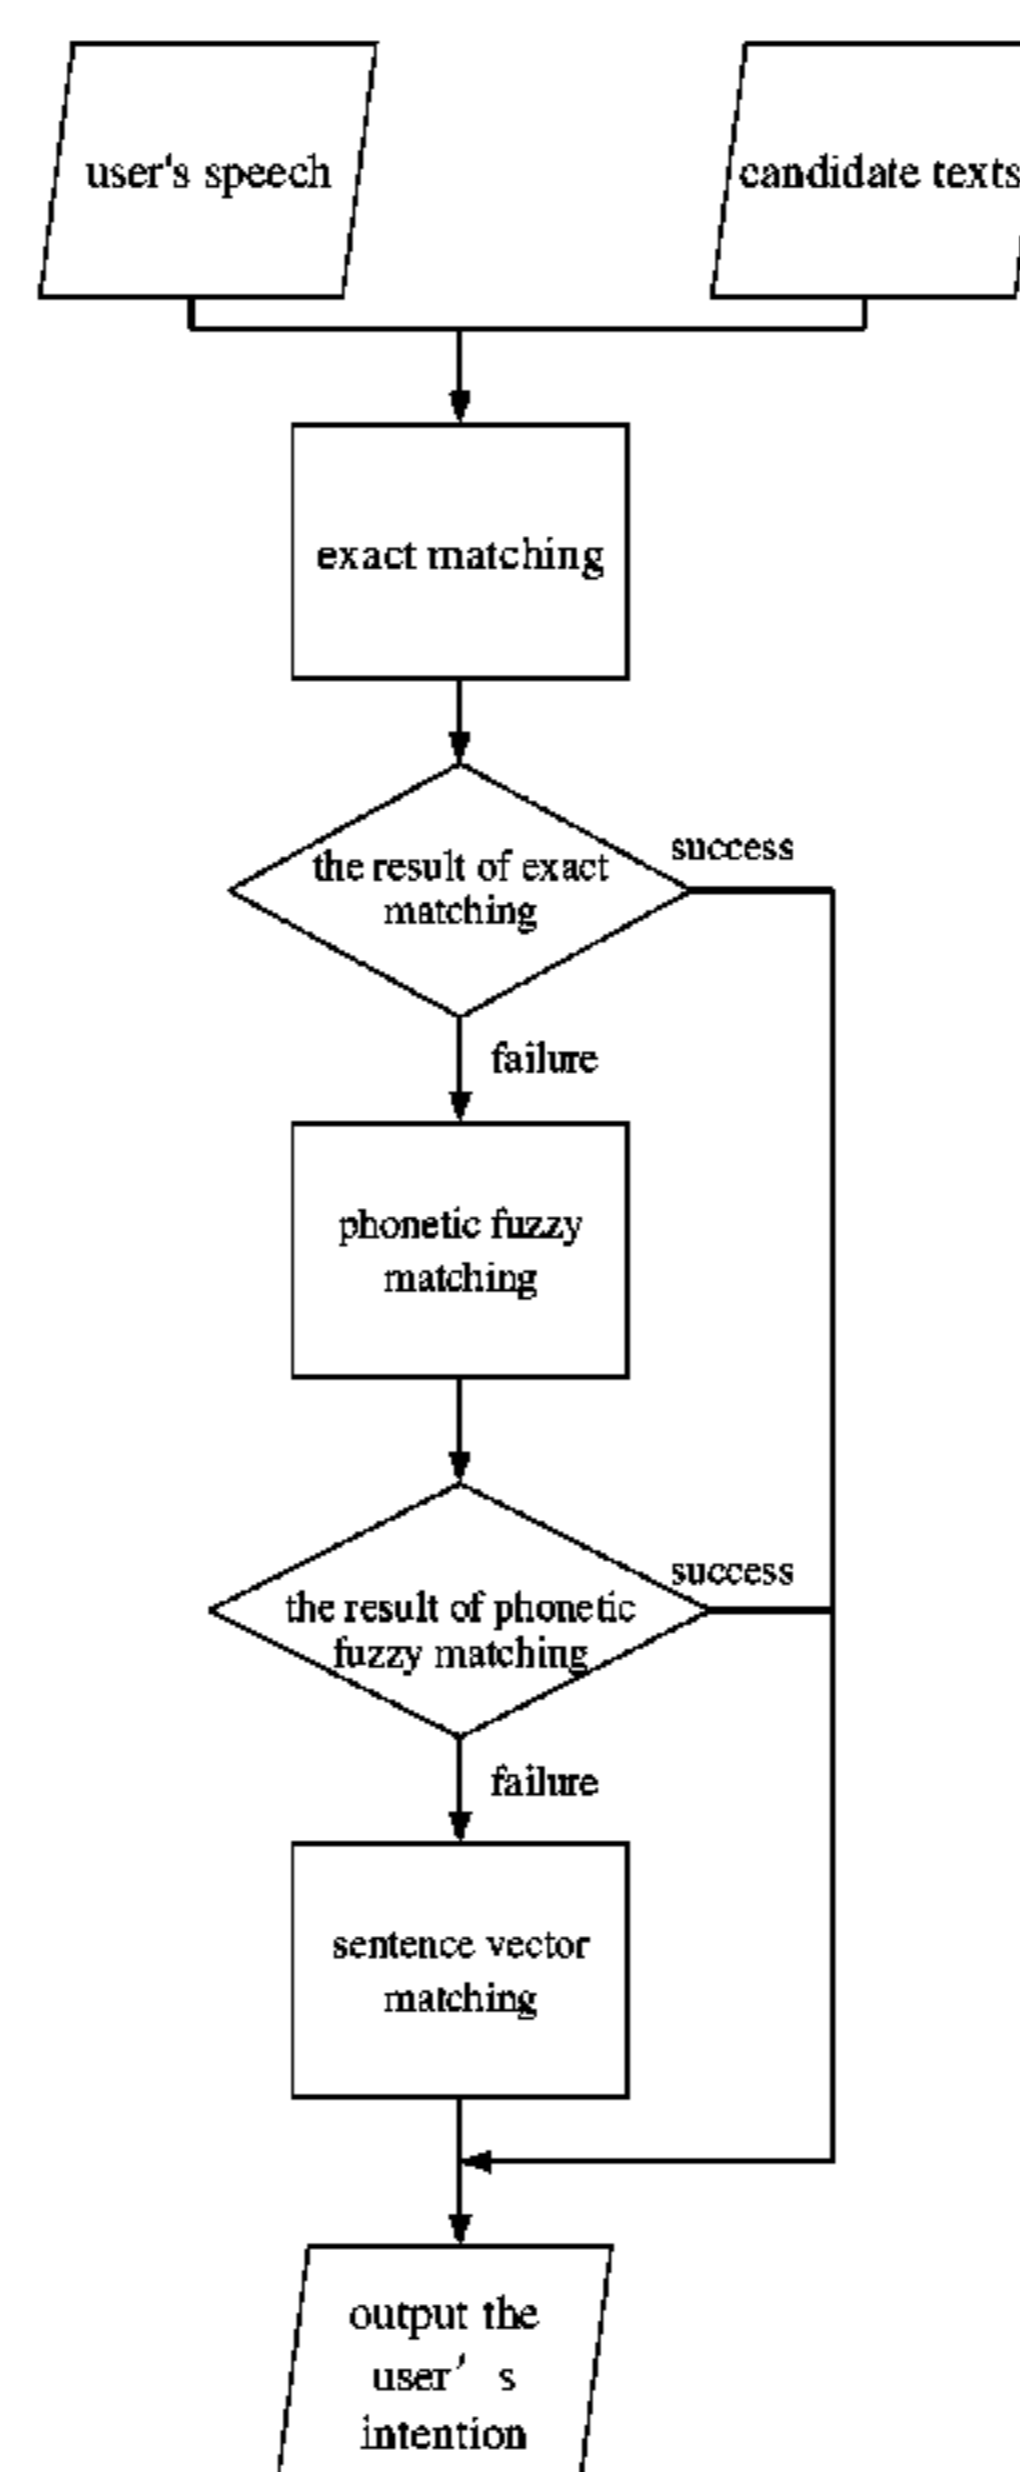 user's speech
candidate texts
exact matching
the result of exact
matching
success
failure
phonetic fuzzy
matching
the result of phonetic
fuzzy matching
success
failure
sentence vector
matching
output the
user’ s
intention